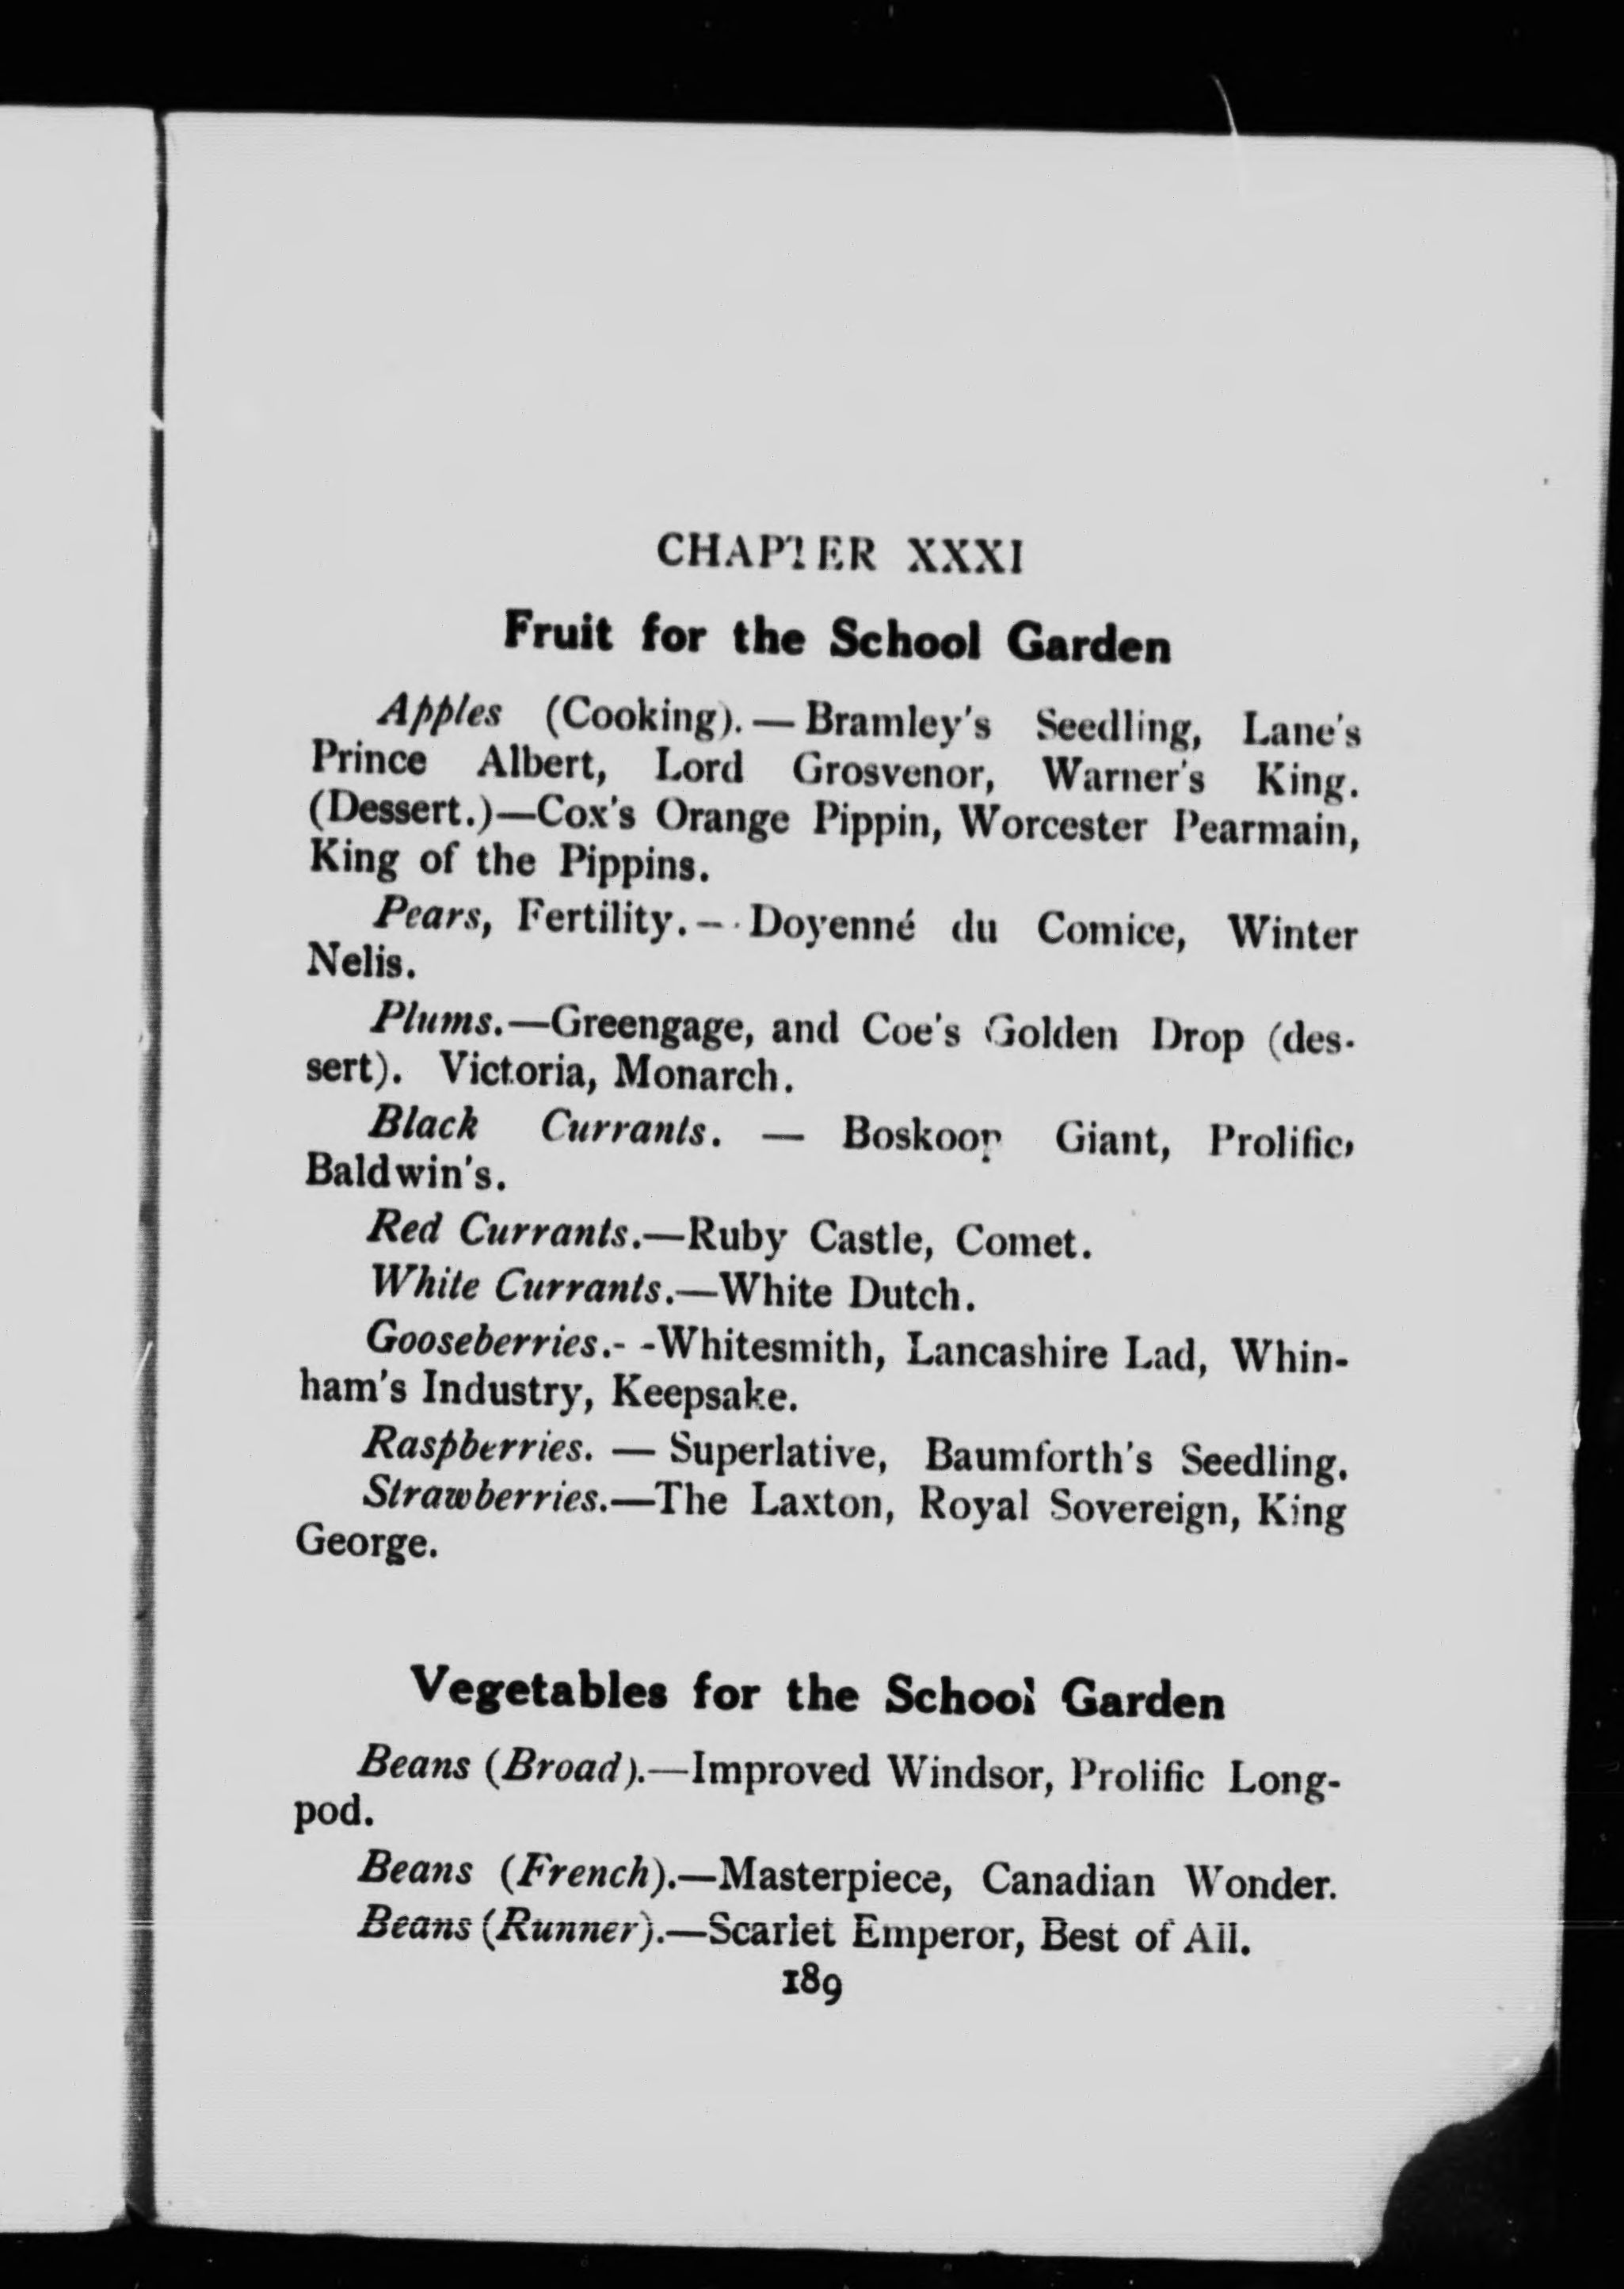 CHAPTER XXXI
Fruit for the School Garden
Apples (Cooking).—Bramley's Seedling, Lane's
Prince Albert, Lord Grosvenor, Warner's King.
(Dessert.)—Cox's Orange Pippin, Worcester Pearmain,
King of the Pippins.
Pears, Fertility.—Doyenné du Comice, Winter
Nelis.
Plums.—Greengage, and Coe's Golden Drop (des-
sert). Victoria, Monarch.
Black Currants. — Boskoop Giant, Prolific,
Baldwin's.
Red Currants.—Ruby Castle, Comet.
White Currants.—White Dutch.
Gooseberries.--Whitesmith, Lancashire Lad, Whin-
ham's Industry, Keepsake.
Raspberries. — Superlative, Baumforth's Seedling.
Strawberries.—The Laxton, Royal Sovereign, King
George.
Vegetables for the School Garden
Beans (Broad).—Improved Windsor, Prolific Long-
pod.
Beans (French).—Masterpiece, Canadian Wonder.
Beans (Runner).—Scarlet Emperor, Best of All.
189